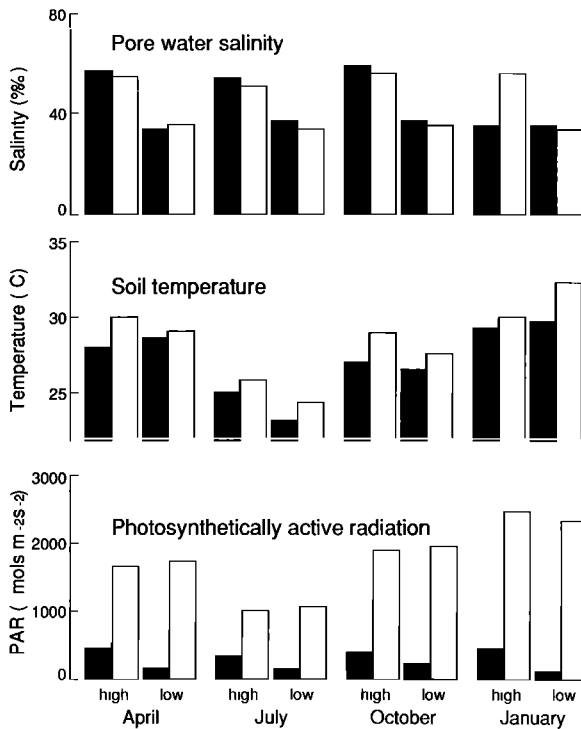 80
Pore water salinity
Salinity (%‰)
40
0
35
Soil temperature
Temperature ( C)
30
25
3000
Photosynthetically active radiation
PAR ( mols m -2s -2)
2000
1000
0
high low high low high low high low
April July October January